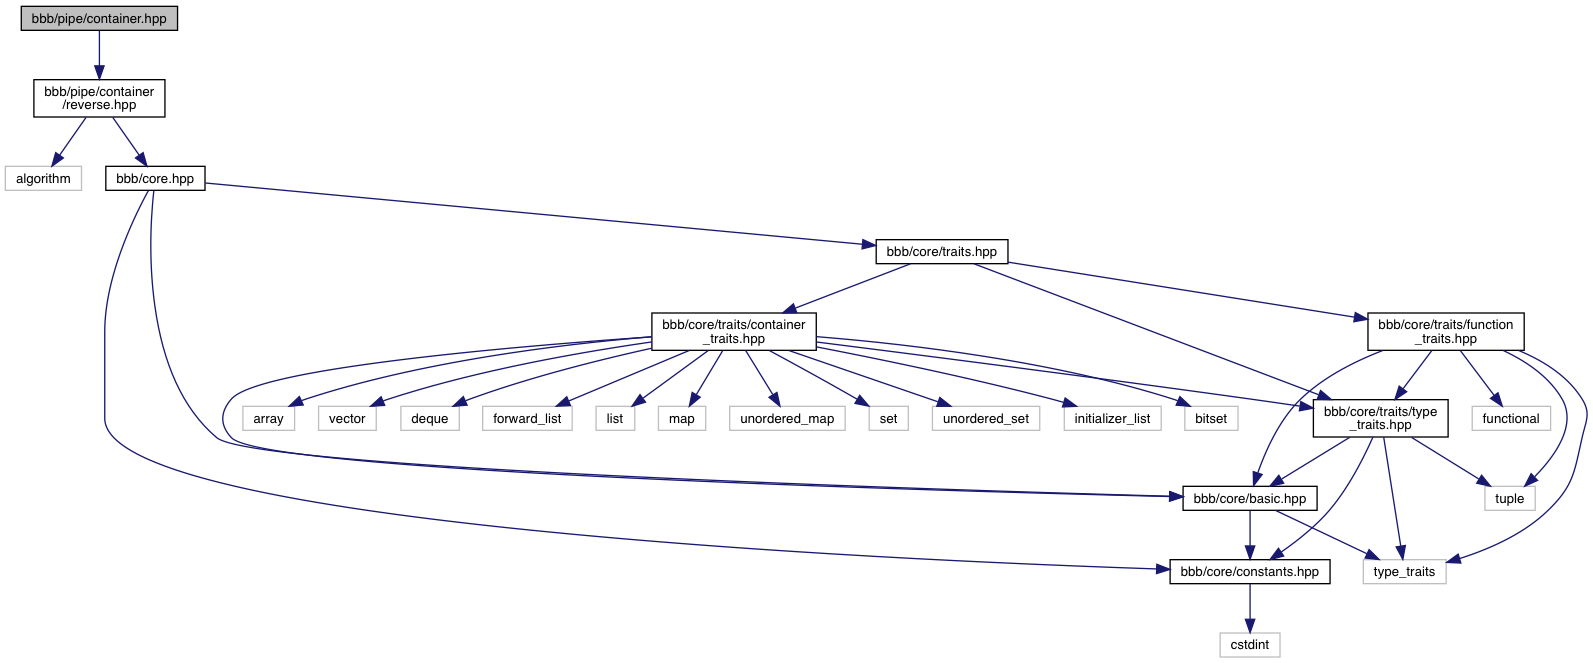 bbb/pipe/container.hpp
bbb/pipe/container
/reverse.hpp
algorithm
bbb/core.hpp
bbb/core/traits.hpp
bbb/core/traits/container
_traits.hpp
bbb/core/traits/function
_traits.hpp
array
vector
deque
forward_list
list
map
unordered_map
set
unordered_set
initializer_list
bitset
bbb/core/traits/type
_traits.hpp
functional
bbb/core/basic.hpp
tuple
bbb/core/constants.hpp
type_traits
cstdint